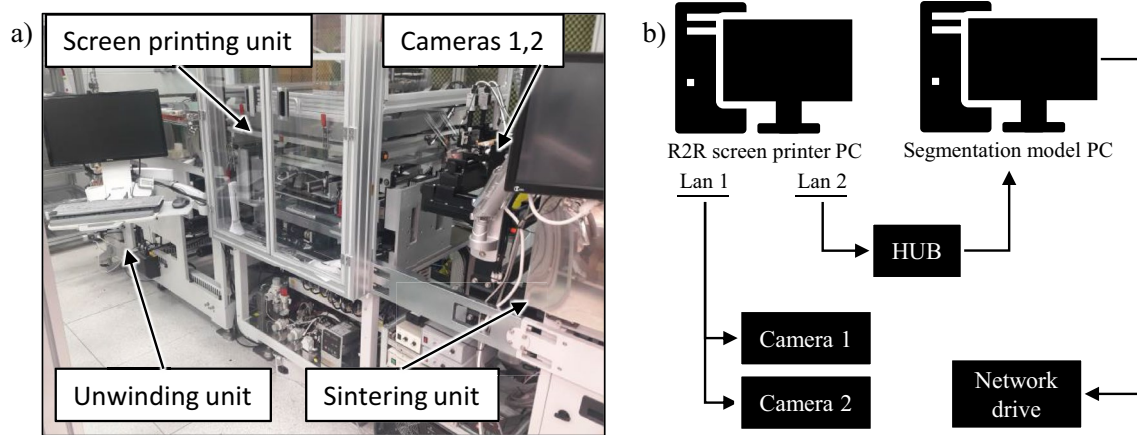 a)
Screen printing unit
Cameras 1,2
Unwinding unit
Sintering unit
b)
R2R screen printer PC
Segmentation model PC
Lan 1
Lan 2
HUB
Camera 1
Camera 2
Network
drive